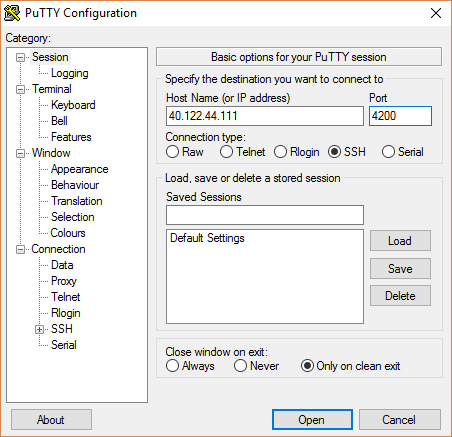 PuTTY Configuration
Category:
Session
Logging
Terminal
Keyboard
Bell
Features
Window
Appearance
Behaviour
Translation
Selection
Colours
Connection
Data
Proxy
Telnet
Rlogin
SSH
Serial
Basic options for your PuTTY session
Specify the destination you want to connect to
Host Name (or IP address) Port
40.122.44.111 4200
Connection type:
Raw Telnet Rlogin SSH Serial
Load, save or delete a stored session
Saved Sessions
Default Settings
Load
Save
Delete
Close window on exit:
Always Never Only on clean exit
About Open Cancel